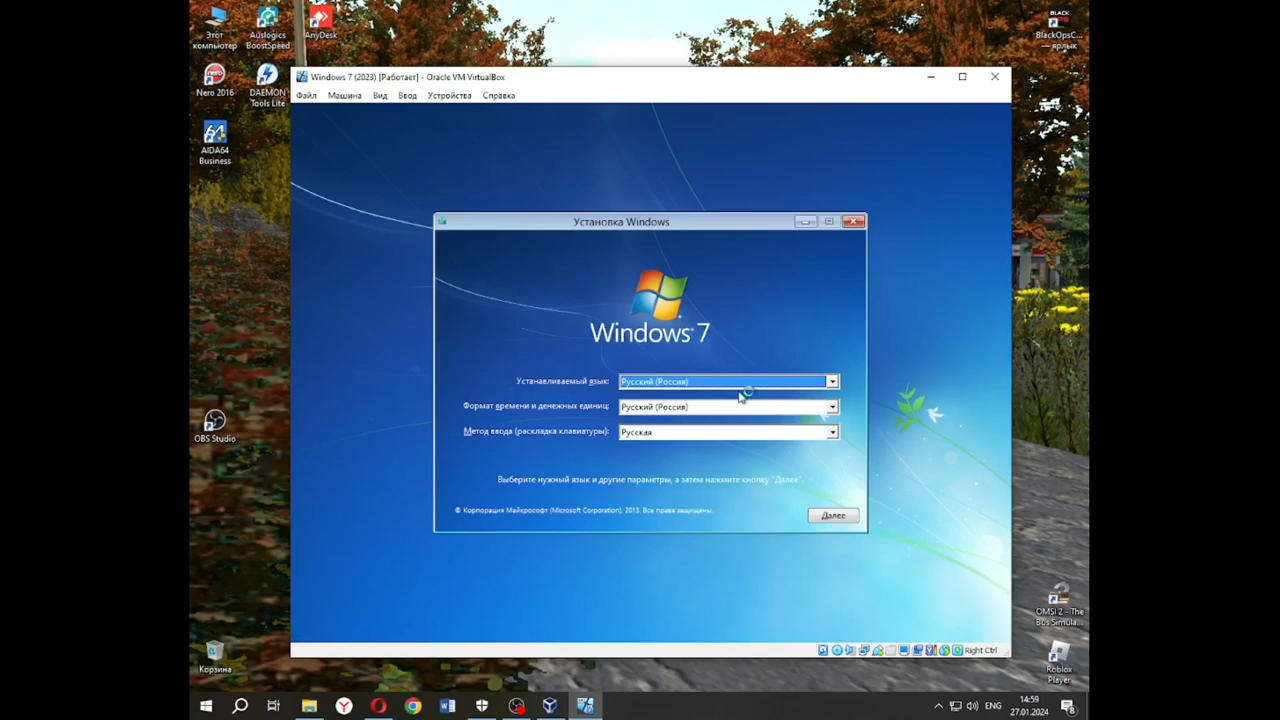 Этот
компьютер
Auslogics
BoostSpeed
AnyDesk
BLACK
BlackOpsC...
— ярлык
Nero 2016
DAEMON
Tools Lite
64
AIDA64
Business
OBS Studio
Корзина
OMSI 2 - The
Bus Simula...
Roblox
Player
Windows 7 (2023) [Работает] - Oracle VM VirtualBox
Файл Машина Вид Ввод Устройства Справка
Установка Windows
Windows 7
Устанавливаемый язык: Русский (Россия)
Формат времени и денежных единиц: Русский (Россия)
Метод ввода (раскладка клавиатуры): Русская
Выберите нужный язык и другие параметры, а затем нажмите кнопку "Далее".
© Корпорация Майкрософт (Microsoft Corporation), 2013. Все права защищены.
Далее
Right Ctrl
ENG
14:59
27.01.2024
8